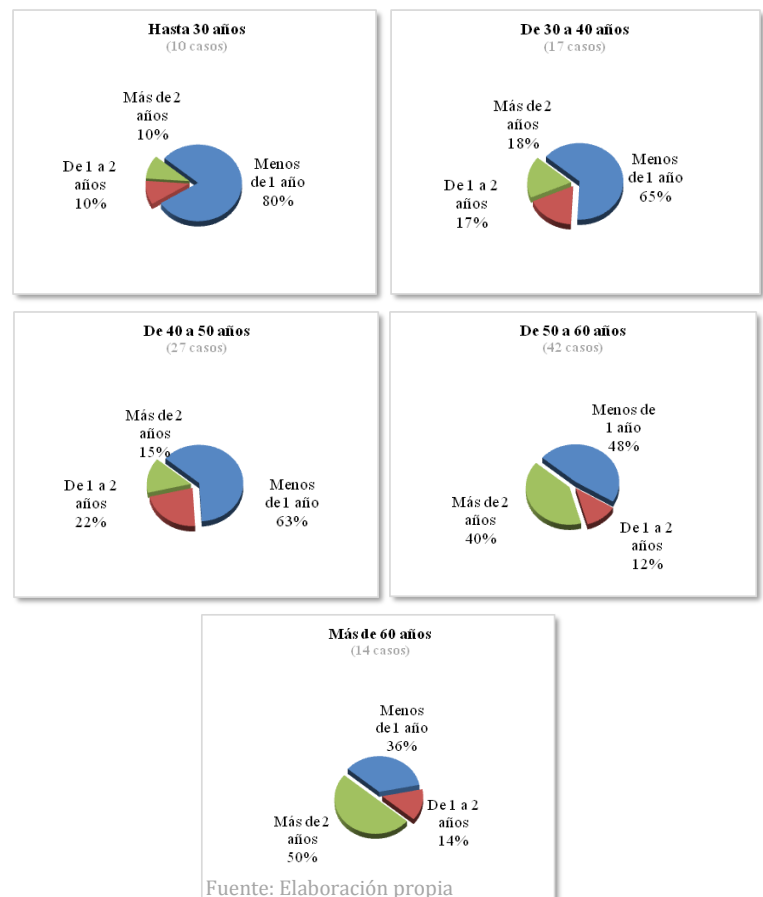 Hasta 30 años
(10 casos)
Más de 2
años
10%
De 1 a 2
años
10%
Menos
de 1 año
80%
De 30 a 40 años
(17 casos)
Más de 2
años
18%
De 1 a 2
años
17%
Menos
de 1 año
65%
De 40 a 50 años
(27 casos)
Más de 2
años
15%
De 1 a 2
años
22%
Menos
de 1 año
63%
De 50 a 60 años
(42 casos)
Menos de
1 año
48%
Más de 2
años
40%
De 1 a 2
años
12%
Más de 60 años
(14 casos)
Menos
de 1 año
36%
De 1 a 2
años
14%
Más de 2
años
50%
Fuente: Elaboración propia